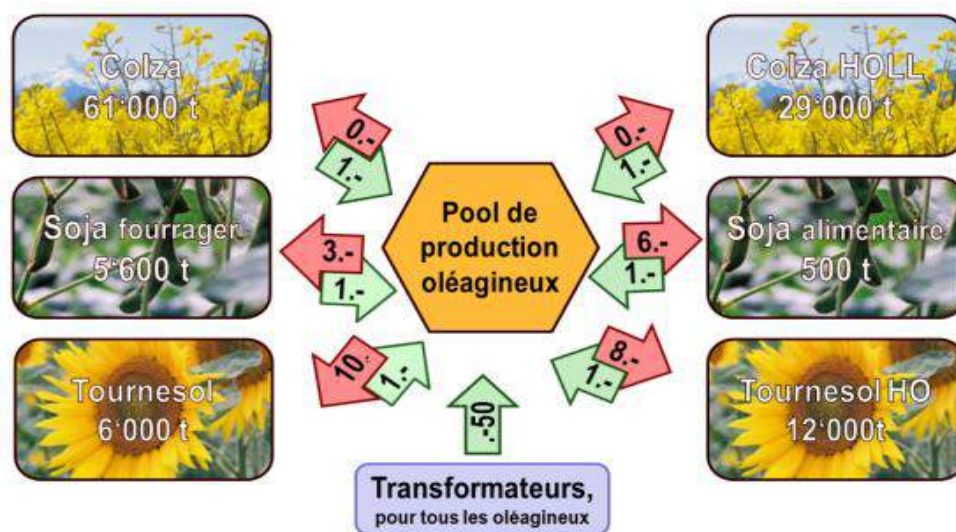 Colza
61'000 t
Colza HOLL
29'000 t
0.-
1.-
0.-
1.-
Pool de
production
oléagineux
Soja fourrager
5'600 t
3.-
1.-
6.-
1.-
Soja alimentaire
500 t
Tournesol
6'000 t
10.-
1.-
8.-
1.-
Tournesol HO
12'000t
.-50
Transformateurs,
pour tous les oléagineux